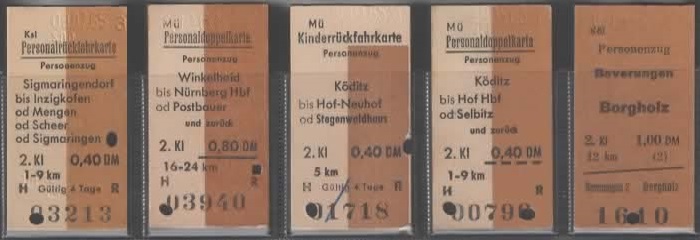 Ksl
Personalrückfahrkarte
Personenzug
Sigmaringendorf
bis Inzigkofen
od Mengen
od Scheer
od Sigmaringen
2. Kl 0,40 DM
1-9 km
H Gültig 4 Tage R
83213
Mü
Personaldoppelkarte
Personenzug
Winkelheid
bis Nürnberg Hbf
od Postbauer
und zurück
2. Kl 0,80 DM
16-24 km
H R
03940
Mü
Kinderrückfahrkarte
Personenzug
Köditz
bis Hof-Neuhof
od Stegenwaldhaus
2. Kl 0,40 DM
5 km
H Gültig 4 Tage R
01718
Mü
Personaldoppelkarte
Personenzug
Köditz
bis Hof Hbf
od Selbitz
und zurück
2. Kl 0,40 DM
1-9 km
H R
00798
Personenzug
Beverungen
Borgholz
2. Kl 1,00 DM
12 km (2)
Beverungen 2 Borgholz
1610